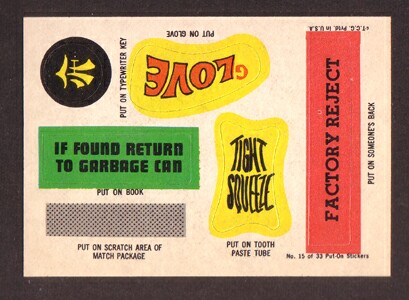 PUT ON TYPEWRITER KEY
GLOVE
PUT ON GLOVE
©T.C.G. Prtd. in U.S.A.
FACTORY REJECT
PUT ON SOMEONE'S BACK
IF FOUND RETURN
TO GARBAGE CAN
PUT ON BOOK
TIGHT
SQUEEZE
PUT ON SCRATCH AREA OF
MATCH PACKAGE
PUT ON TOOTH
PASTE TUBE
No. 15 of 33 Put-On Stickers